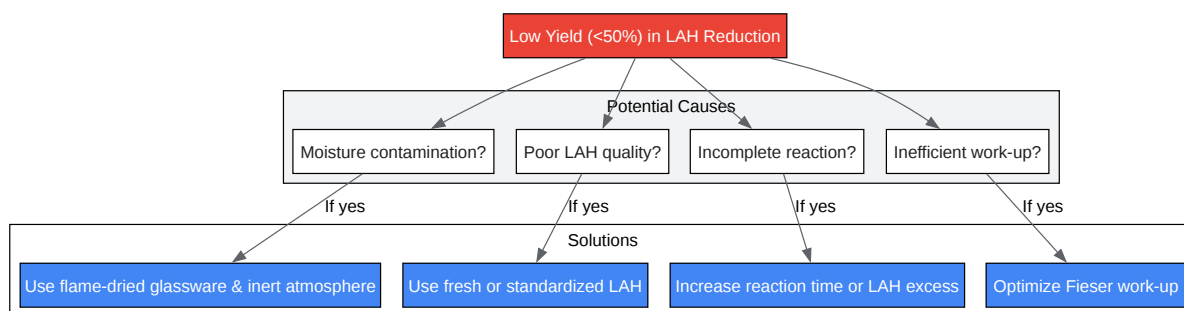 Low Yield (<50%) in LAH Reduction
Potential Causes
Moisture contamination?
Poor LAH quality?
Incomplete reaction?
Inefficient work-up?
If yes
If yes
If yes
If yes
Solutions
Use flame-dried glassware & inert atmosphere
Use fresh or standardized LAH
Increase reaction time or LAH excess
Optimize Fieser work-up